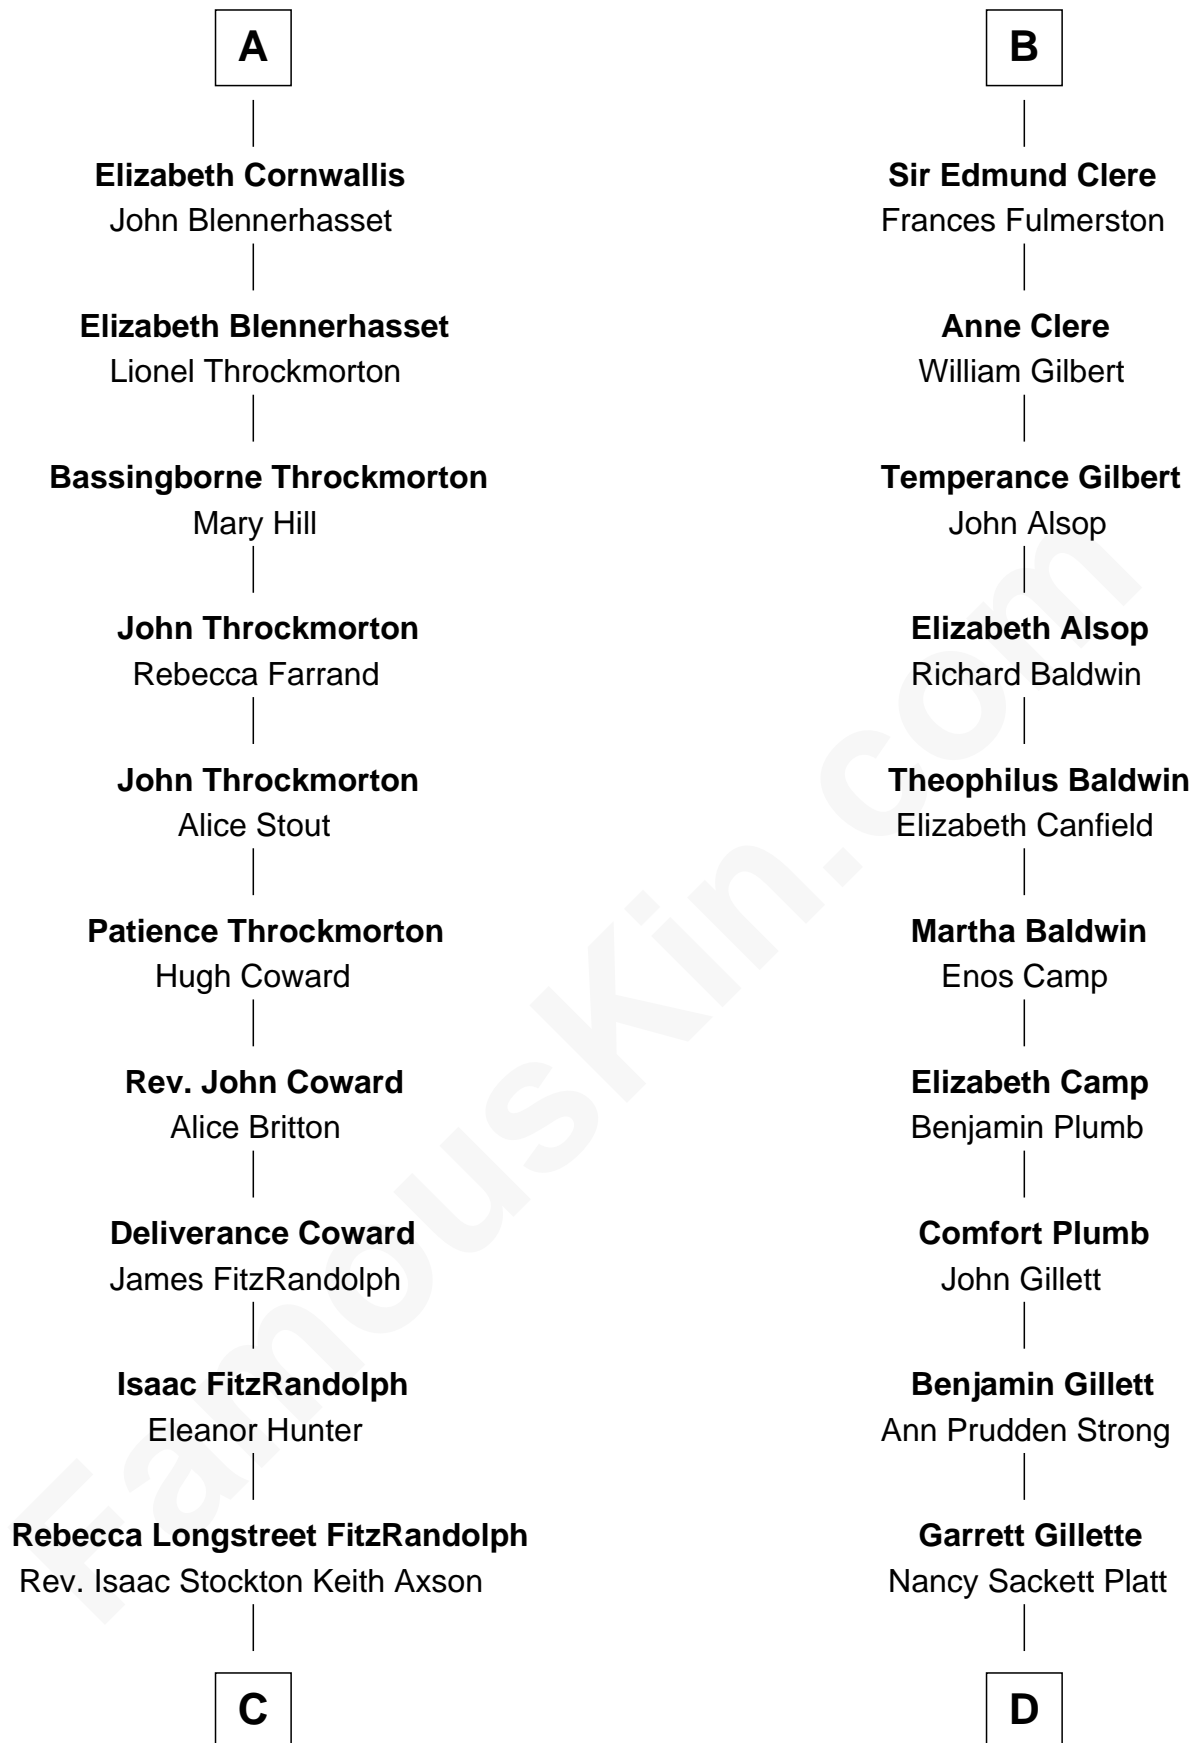 A
Elizabeth Cornwallis
John Blennerhasset
Elizabeth Blennerhasset
Lionel Throckmorton
Bassingborne Throckmorton
Mary Hill
John Throckmorton
Rebecca Farrand
John Throckmorton
Alice Stout
Patience Throckmorton
Hugh Coward
Rev. John Coward
Alice Britton
Deliverance Coward
James FitzRandolph
Isaac FitzRandolph
Eleanor Hunter
Rebecca Longstreet FitzRandolph
Rev. Isaac Stockton Keith Axson
C
B
Sir Edmund Clere
Frances Fulmerston
Anne Clere
William Gilbert
Temperance Gilbert
John Alsop
Elizabeth Alsop
Richard Baldwin
Theophilus Baldwin
Elizabeth Canfield
Martha Baldwin
Enos Camp
Elizabeth Camp
Benjamin Plumb
Comfort Plumb
John Gillett
Benjamin Gillett
Ann Prudden Strong
Garrett Gillette
Nancy Sackett Platt
D
FamousKin.com